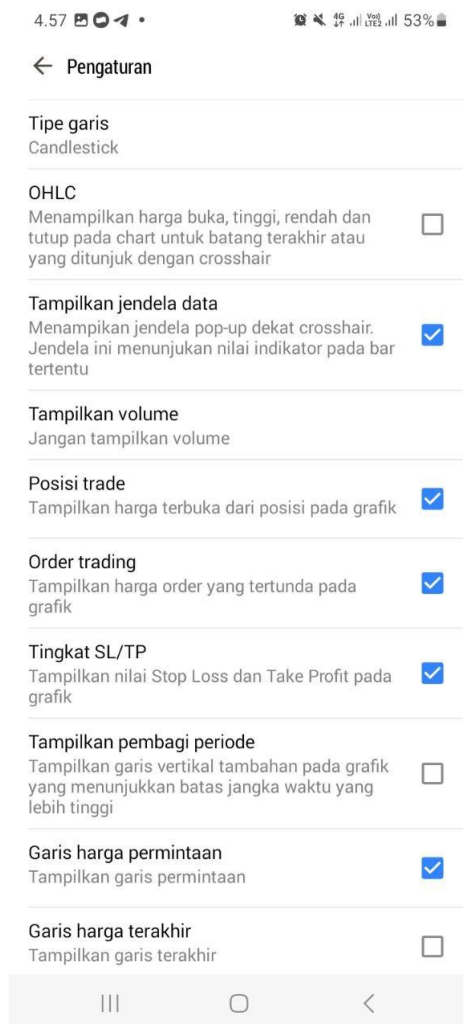 4.57 53%
Pengaturan
Tipe garis
Candlestick
OHLC
Menampilkan harga buka, tinggi, rendah dan
tutup pada chart untuk batang terakhir atau
yang ditunjuk dengan crosshair
Tampilkan jendela data
Menampikan jendela pop-up dekat crosshair.
Jendela ini menunjukan nilai indikator pada bar
tertentu
Tampilkan volume
Jangan tampilkan volume
Posisi trade
Tampilkan harga terbuka dari posisi pada grafik
Order trading
Tampilkan harga order yang tertunda pada
grafik
Tingkat SL/TP
Tampilkan nilai Stop Loss dan Take Profit pada
grafik
Tampilkan pembagi periode
Tampilkan garis vertikal tambahan pada grafik
yang menunjukkan batas jangka waktu yang
lebih tinggi
Garis harga permintaan
Tampilkan garis permintaan
Garis harga terakhir
Tampilkan garis terakhir